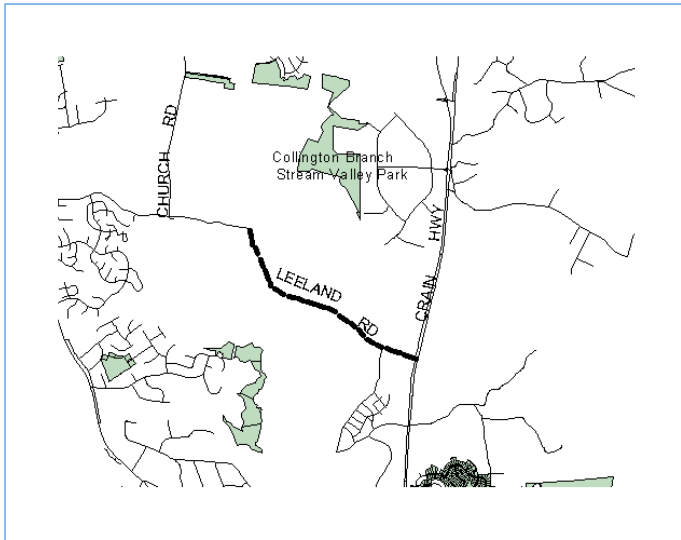 CHURCH RD
Collington Branch
Stream Valley Park
CRAIN HWY
LEELAND RD